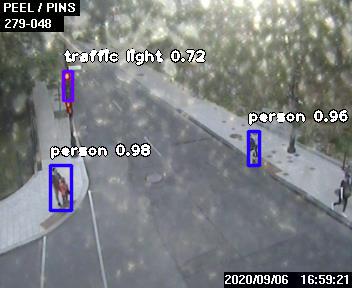 PEEL / PINS
279-048
traffic light 0.72
person 0.96
person 0.98
2020/09/06 16:59:21